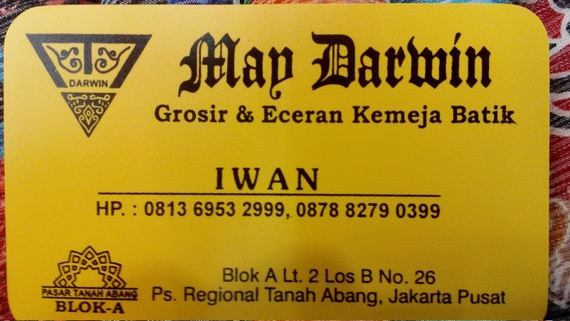 DARWIN
May Darwin
Grosir & Eceran Kemeja Batik
IWAN
HP. : 0813 6953 2999, 0878 8279 0399
PASAR TANAH ABANG
BLOK-A
Blok A Lt. 2 Los B No. 26
Ps. Regional Tanah Abang, Jakarta Pusat